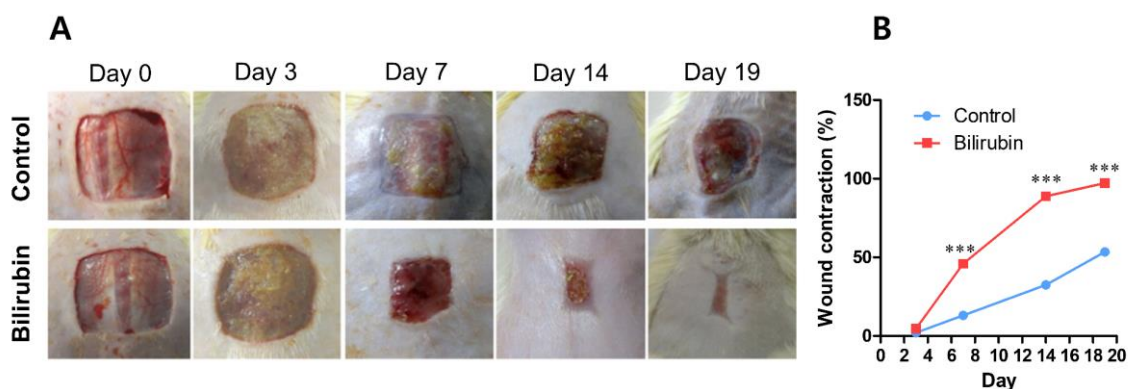 A
Day 0 Day 3 Day 7 Day 14 Day 19
Control
Bilirubin
B
Wound contraction (%)
150
100
50
0
Control
Bilirubin
***
***
***
0 2 4 6 8 10 12 14 16 18 20
Day